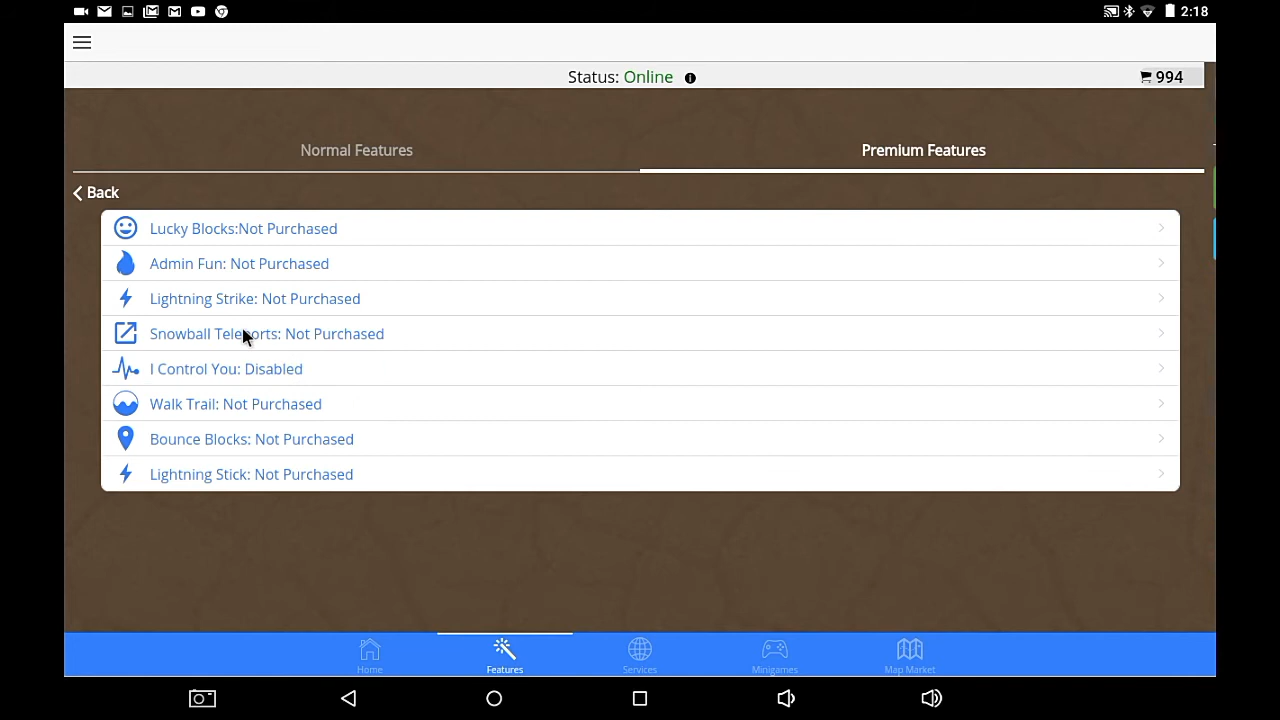 2:18
Status: Online
994
Normal Features
Premium Features
Back
Lucky Blocks:Not Purchased
Admin Fun: Not Purchased
Lightning Strike: Not Purchased
Snowball Teleports: Not Purchased
I Control You: Disabled
Walk Trail: Not Purchased
Bounce Blocks: Not Purchased
Lightning Stick: Not Purchased
Home
Features
Services
Minigames
Map Market